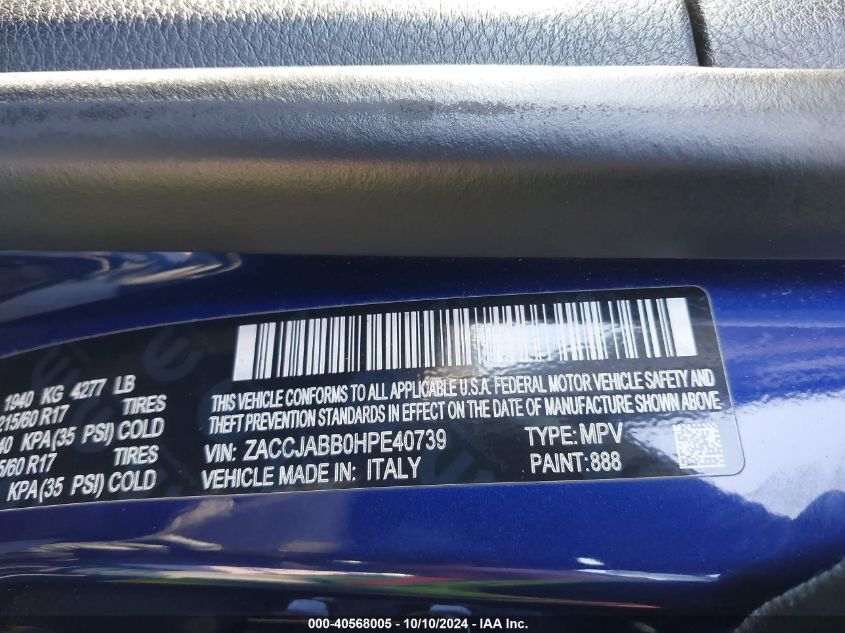 1940 KG 4277 LB
215/60 R17 TIRES
40 KPA(35 PSI) COLD
5/60 R17 TIRES
KPA(35 PSI) COLD
THIS VEHICLE CONFORMS TO ALL APPLICABLE U.S.A. FEDERAL MOTOR VEHICLE SAFETY AND
THEFT PREVENTION STANDARDS IN EFFECT ON THE DATE OF MANUFACTURE SHOWN ABOVE.
VIN: ZACCJABB0HPE40739 TYPE:MPV
VEHICLE MADE IN: ITALY PAINT:888
000-40568005 - 10/10/2024 - IAA Inc.